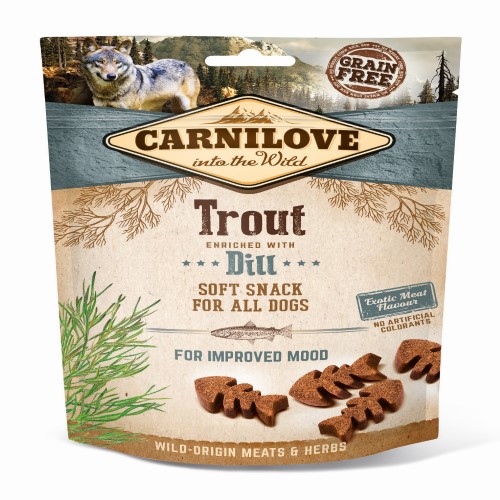 GRAIN
FREE
CARNILOVE
into the Wild
Trout
ENRICHED WITH
Dill
SOFT SNACK
FOR ALL DOGS
Exotic Meat
Flavour
NO ARTIFICIAL
COLORANTS
FOR IMPROVED MOOD
WILD-ORIGIN MEATS & HERBS